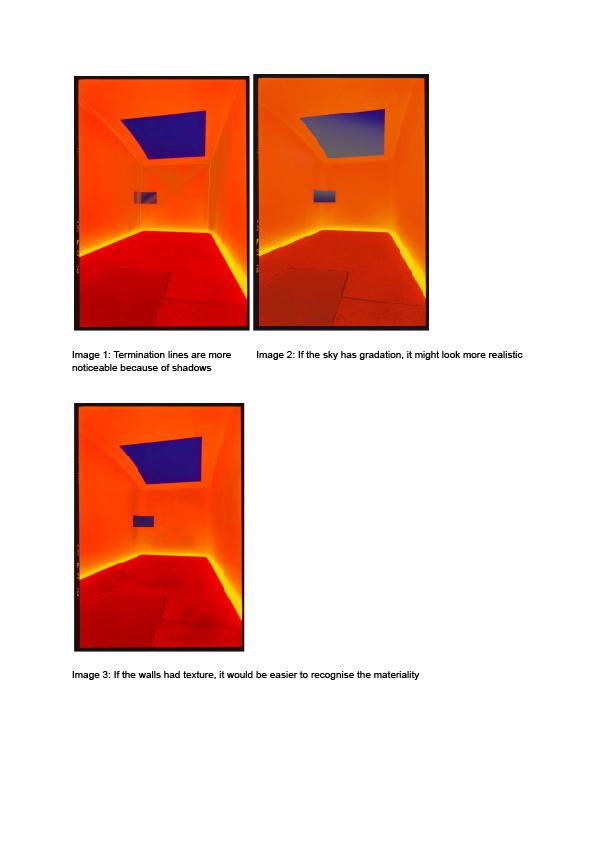 Image 1: Termination lines are more
noticeable because of shadows
Image 2: If the sky has gradation, it might look more realistic
Image 3: If the walls had texture, it would be easier to recognise the materiality